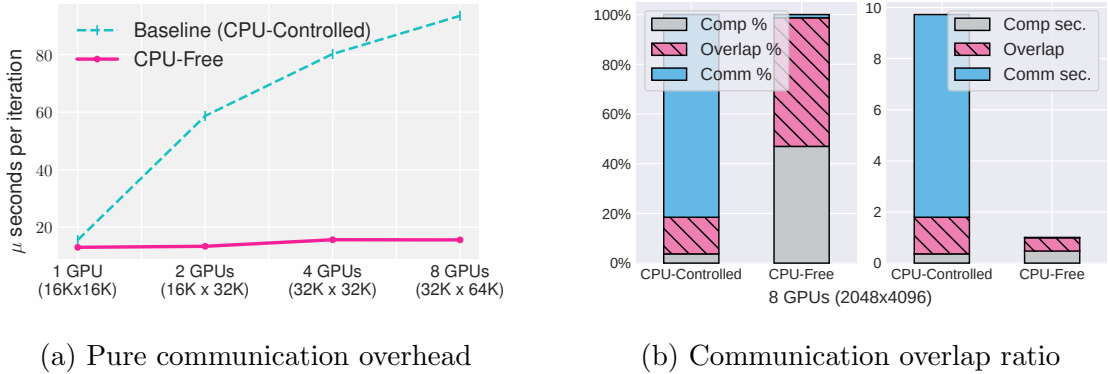 Baseline (CPU-Controlled)
CPU-Free
μ seconds per iteration
80
60
40
20
1 GPU
(16Kx16K)
2 GPUs
(16K x 32K)
4 GPUs
(32K x 32K)
8 GPUs
(32K x 64K)
(a) Pure communication overhead
100%
80%
60%
40%
20%
0%
Comp %
Overlap %
Comm %
CPU-Controlled
CPU-Free
10
8
6
4
2
0
Comp sec.
Overlap
Comm sec.
CPU-Controlled
CPU-Free
8 GPUs (2048x4096)
(b) Communication overlap ratio